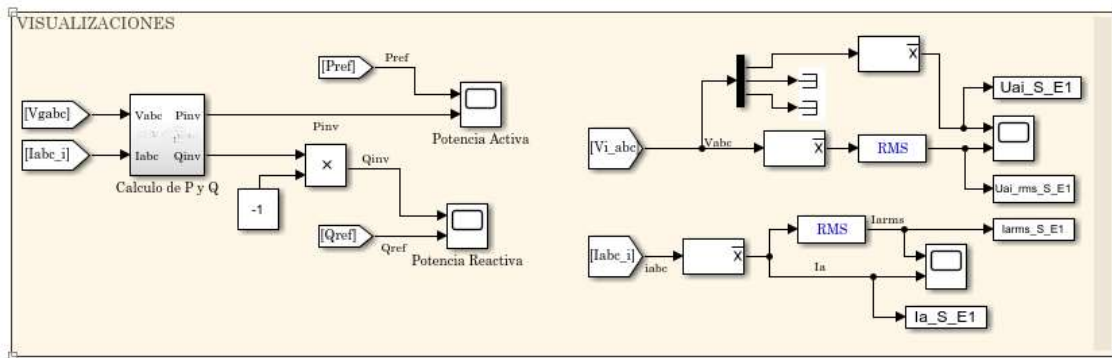 VISUALIZACIONES
[Pref]
Pref
[Vgabc]
Vabc
Pinv
Pinv
[Iabc_i]
Iabc
Qinv
Calculo de P y Q
Potencia Activa
×
Qinv
-1
[Qref]
Qref
Potencia Reactiva
[Vi_abc]
Vabc
x
Uai_S_E1
x
RMS
Uai_rms_S_E1
[Iabc_i]
iabc
x
RMS
Iarms
Iarms_S_E1
Ia
Ia_S_E1